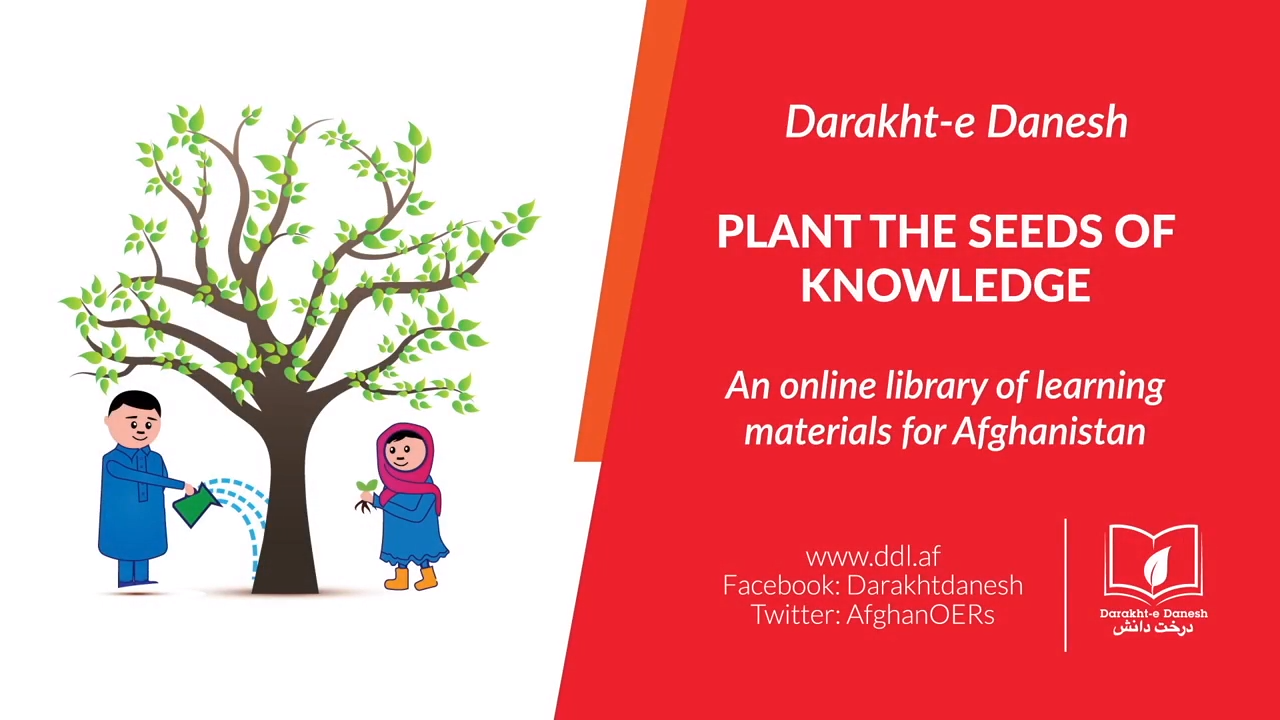 Darakht-e Danesh
PLANT THE SEEDS OF
KNOWLEDGE
An online library of learning
materials for Afghanistan
www.ddl.af
Facebook: Darakhtdanesh
Twitter: AfghanOERs
Darakht-e Danesh
درخت دانش